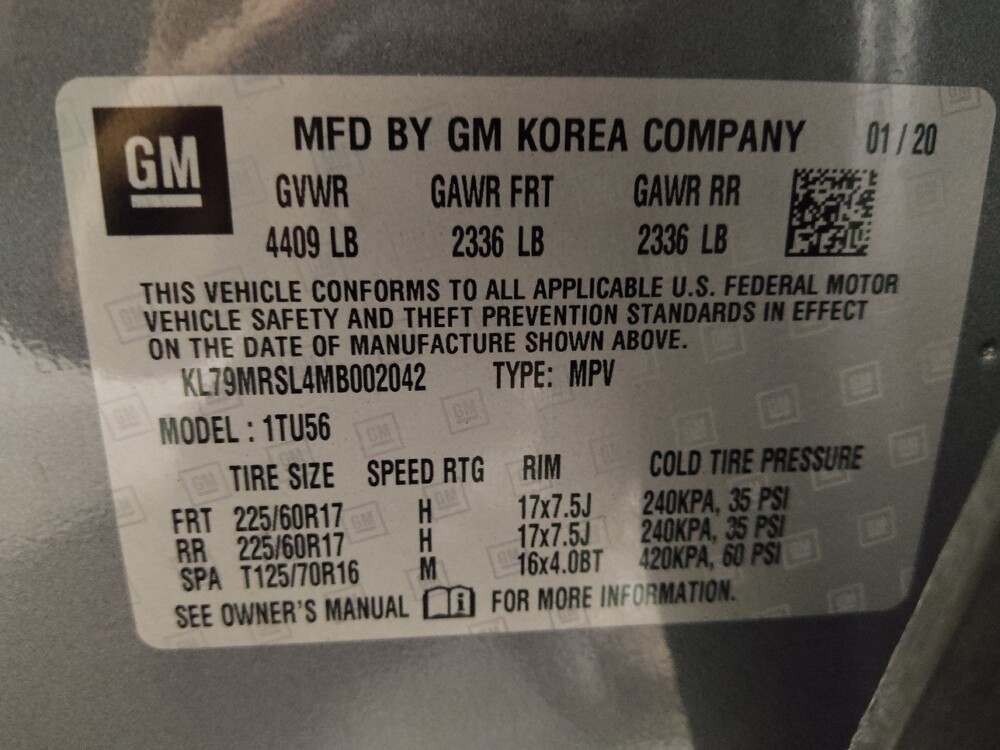 GM
MFD BY GM KOREA COMPANY 01 / 20
GVWR GAWR FRT GAWR RR
4409 LB 2336 LB 2336 LB
THIS VEHICLE CONFORMS TO ALL APPLICABLE U.S. FEDERAL MOTOR
VEHICLE SAFETY AND THEFT PREVENTION STANDARDS IN EFFECT
ON THE DATE OF MANUFACTURE SHOWN ABOVE.
KL79MRSL4MB002042 TYPE: MPV
MODEL : 1TU56
TIRE SIZE SPEED RTG RIM COLD TIRE PRESSURE
FRT 225/60R17 H 17x7.5J 240KPA, 35 PSI
RR 225/60R17 H 17x7.5J 240KPA, 35 PSI
SPA T125/70R16 M 16x4.0BT 420KPA, 60 PSI
SEE OWNER'S MANUAL i FOR MORE INFORMATION.